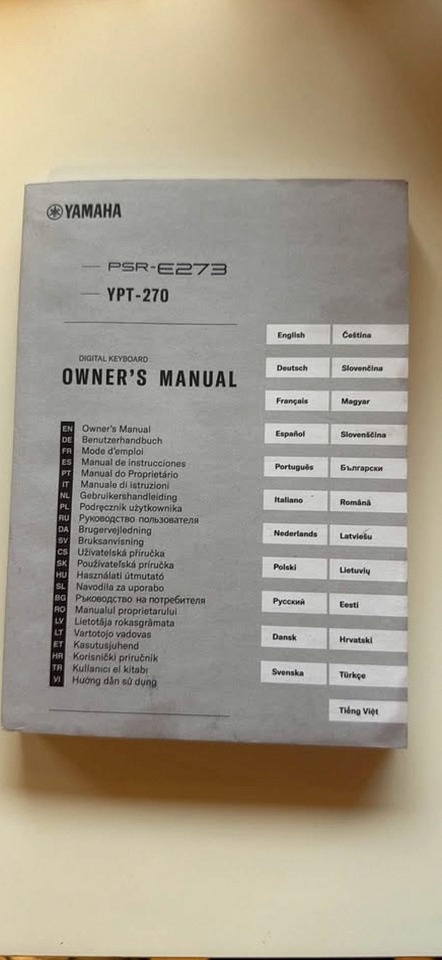 YAMAHA
PSR-E273
YPT-270
DIGITAL KEYBOARD
OWNER'S MANUAL
EN Owner's Manual
DE Benutzerhandbuch
FR Mode d'emploi
ES Manual de instrucciones
PT Manual do Proprietário
IT Manuale di istruzioni
NL Gebruikershandleiding
PL Podręcznik użytkownika
RU Руководство пользователя
DA Brugervejledning
SV Bruksanvisning
CS Uživatelská příručka
SK Používateľská príručka
HU Használati útmutató
SL Navodila za uporabo
BG Ръководство на потребителя
RO Manualul proprietarului
LV Lietotāja rokasgrāmata
LT Vartotojo vadovas
ET Kasutusjuhend
HR Korisnički priručnik
TR Kullanıcı el kitabı
VI Hướng dẫn sử dụng
English Čeština
Deutsch Slovenčina
Français Magyar
Español Slovenščina
Português Български
Italiano Română
Nederlands Latviešu
Polski Lietuvių
Русский Eesti
Dansk Hrvatski
Svenska Türkçe
Tiếng Việt